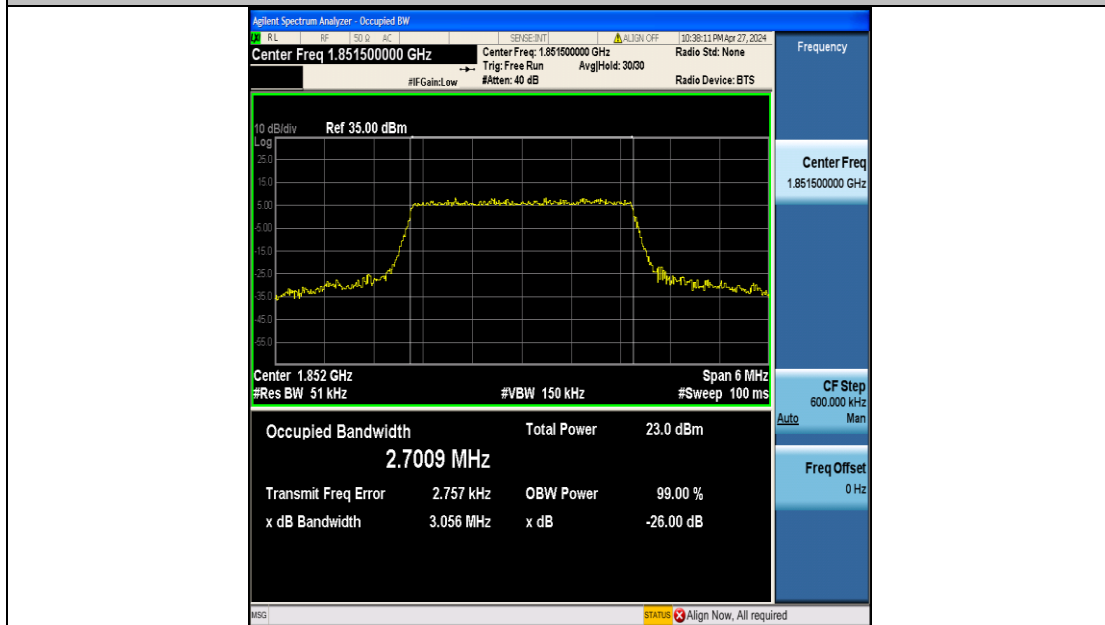 Agilent Spectrum Analyzer - Occupied BW
RL RF 50 Ω AC SENSE:INT ALIGN OFF 10:38:11 PM Apr 27, 2024
Center Freq 1.851500000 GHz
Center Freq: 1.851500000 GHz
Radio Std: None
Trig: Free Run
Avg|Hold: 30/30
#IFGain:Low
#Atten: 40 dB
Radio Device: BTS
10 dB/div
Ref 35.00 dBm
Log
25.0
15.0
5.00
-5.00
-15.0
-25.0
-35.0
-45.0
-55.0
Center 1.852 GHz
Span 6 MHz
#Res BW 51 kHz
#VBW 150 kHz
#Sweep 100 ms
Occupied Bandwidth
Total Power 23.0 dBm
2.7009 MHz
Transmit Freq Error 2.757 kHz
OBW Power 99.00 %
x dB Bandwidth 3.056 MHz
x dB -26.00 dB
Frequency
Center Freq
1.851500000 GHz
CF Step
600.000 kHz
Auto Man
Freq Offset
0 Hz
MSG
STATUS
Align Now, All required